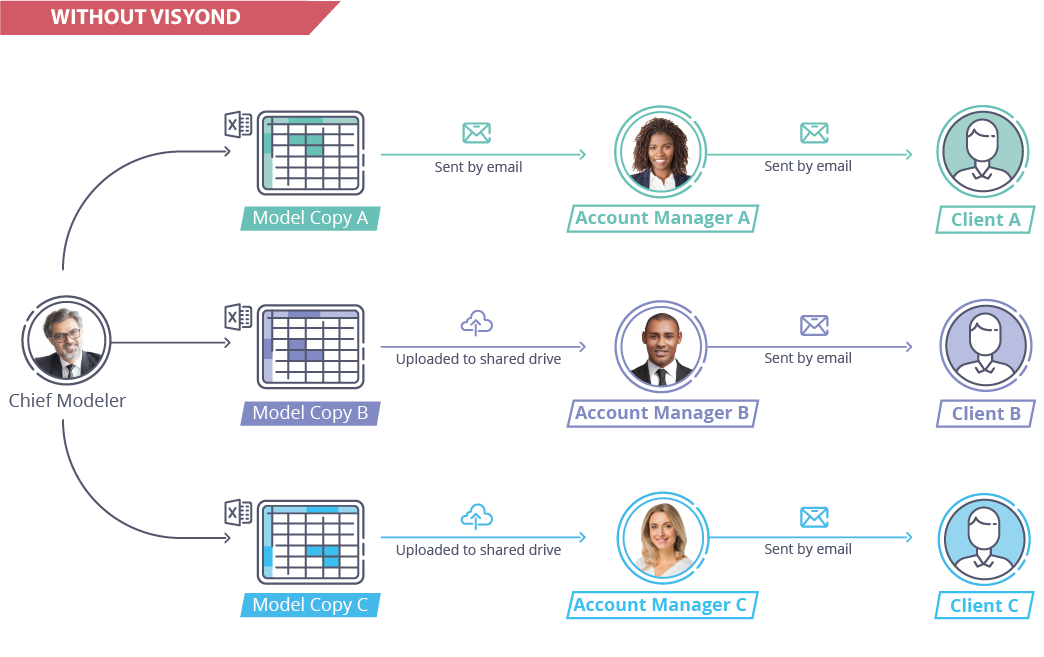 WITHOUT VISYOND
X
Sent by email
Sent by email
Model Copy A
Account Manager A
Client A
X
Uploaded to shared drive
Sent by email
Chief Modeler
Model Copy B
Account Manager B
Client B
X
Uploaded to shared drive
Sent by email
Model Copy C
Account Manager C
Client C